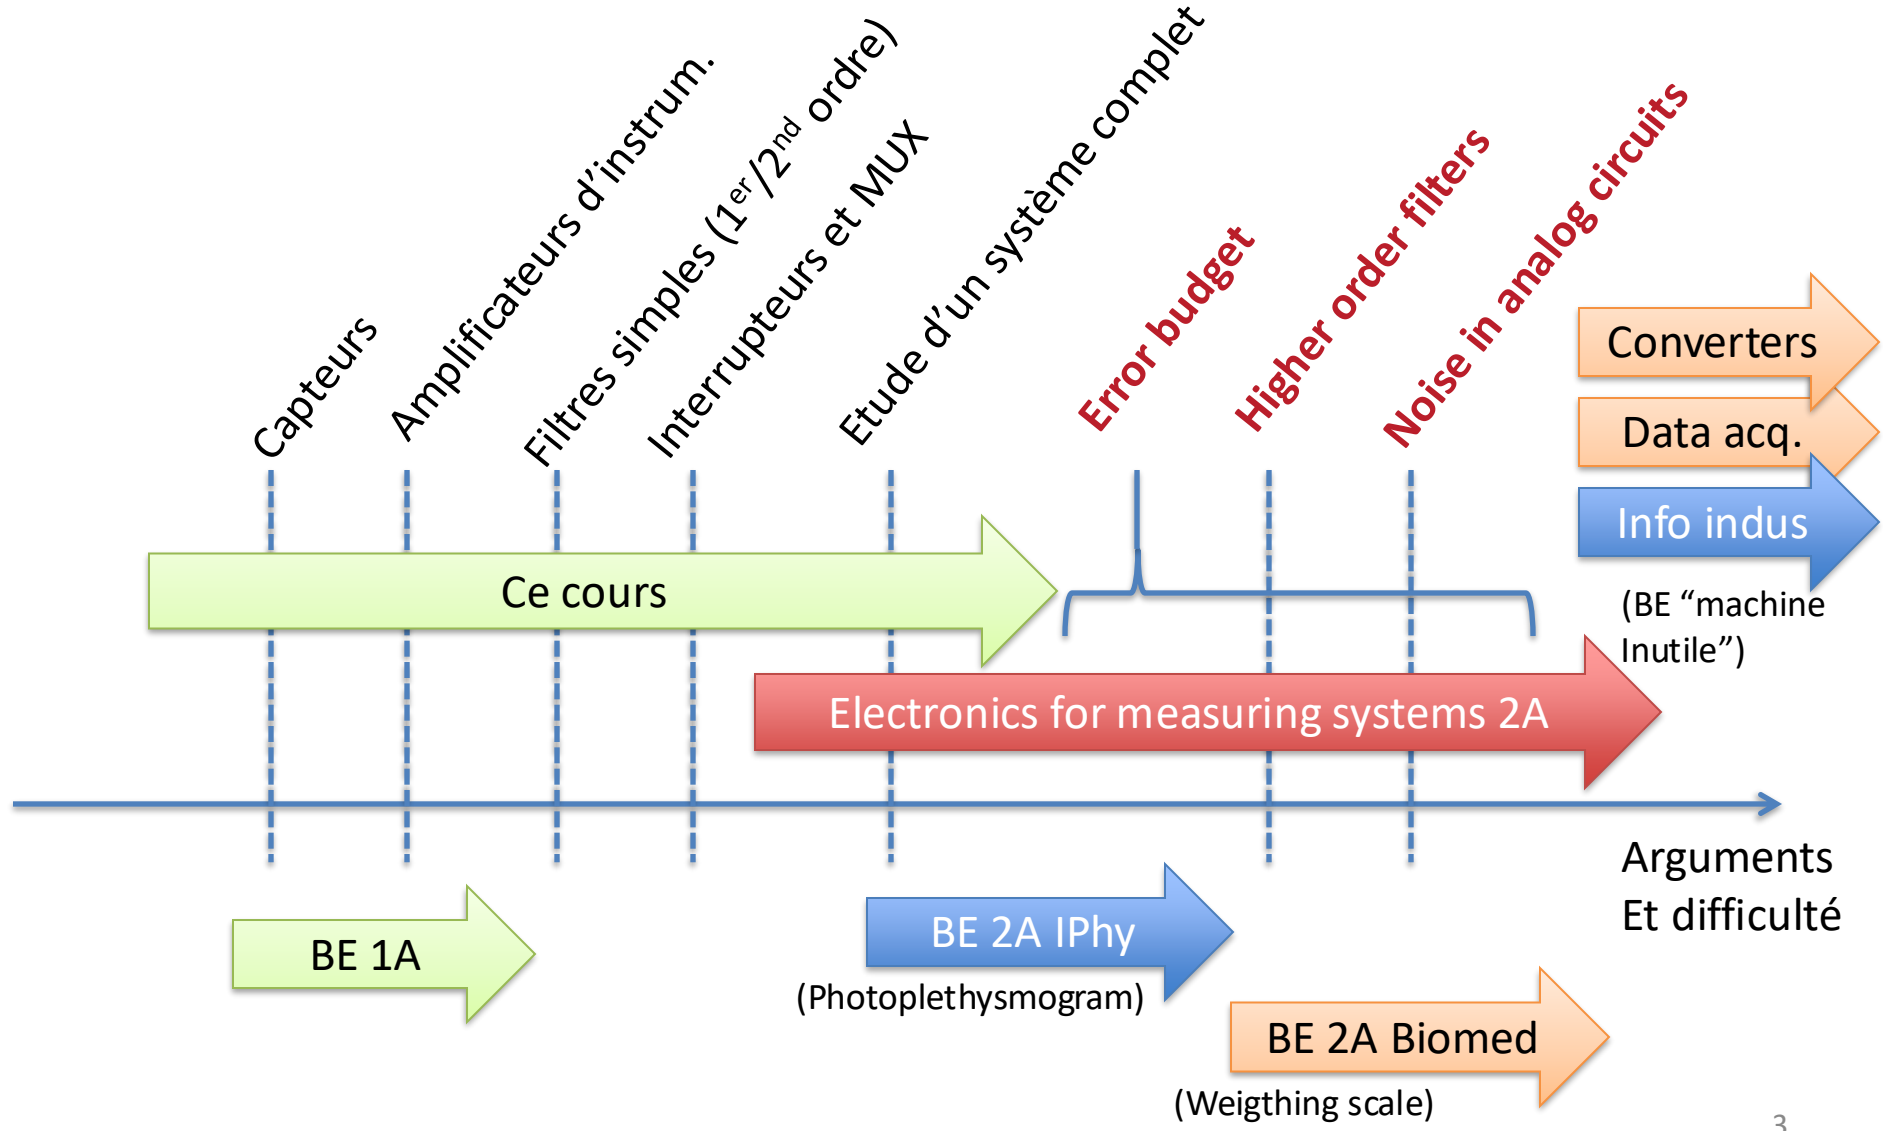 Capteurs
Amplificateurs d’instrum.
Filtres simples (1er/2nd ordre)
Interrupteurs et MUX
Etude d’un système complet
Error budget
Higher order filters
Noise in analog circuits
Converters
Data acq.
Info indus
(BE “machine
Inutile”)
Ce cours
Electronics for measuring systems 2A
Arguments
Et difficulté
BE 1A
BE 2A IPhy
(Photoplethysmogram)
BE 2A Biomed
(Weigthing scale)
3